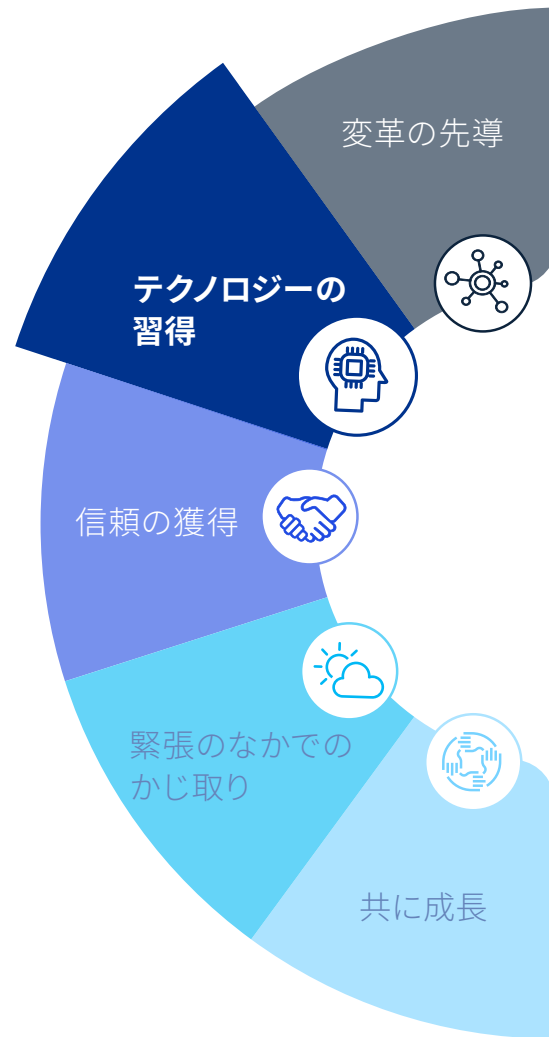 変革の先導
テクノロジーの
習得
信頼の獲得
緊張のなかでの
かじ取り
共に成長